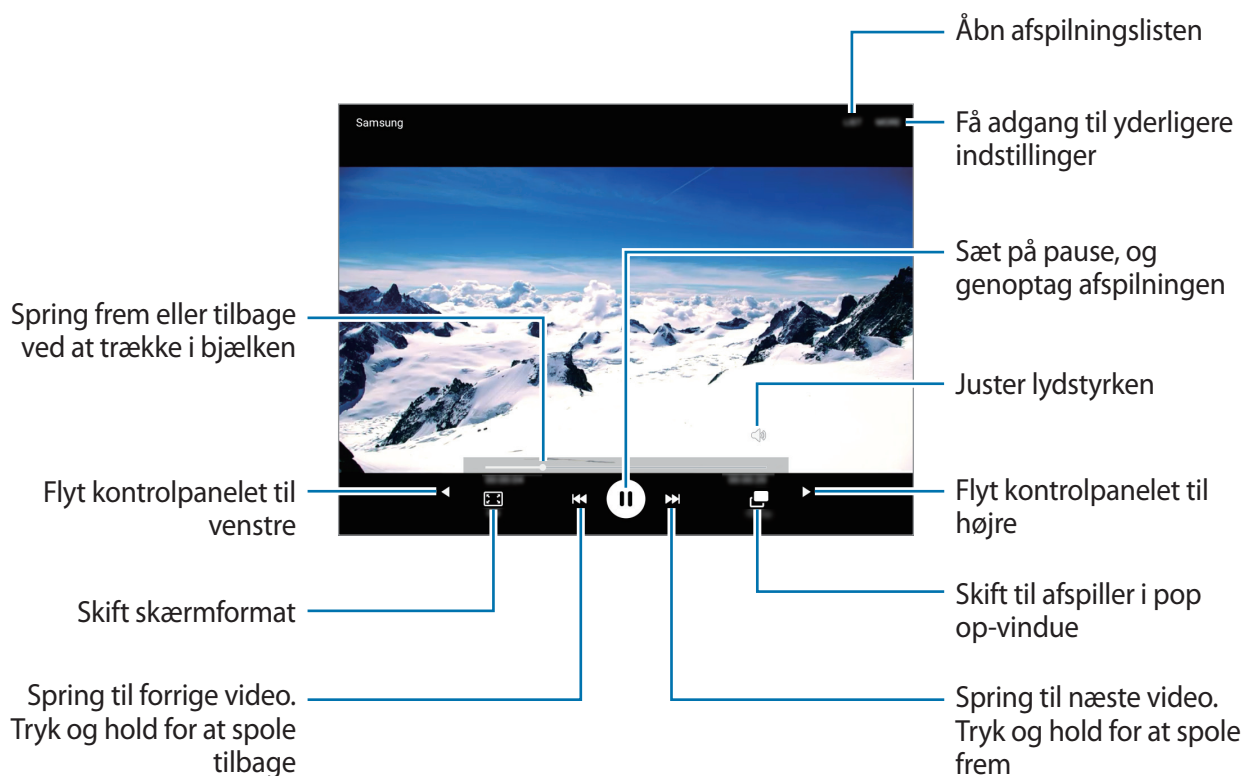 Åbn afspilningslisten
Samsung
Få adgang til yderligere
indstillinger
Sæt på pause, og
genoptag afspilningen
Spring frem eller tilbage
ved at trække i bjælken
Juster lydstyrken
Flyt kontrolpanelet til
venstre
Flyt kontrolpanelet til
højre
Skift skærmformat
Skift til afspiller i pop
op-vindue
Spring til forrige video.
Tryk og hold for at spole
tilbage
Spring til næste video.
Tryk og hold for at spole
frem